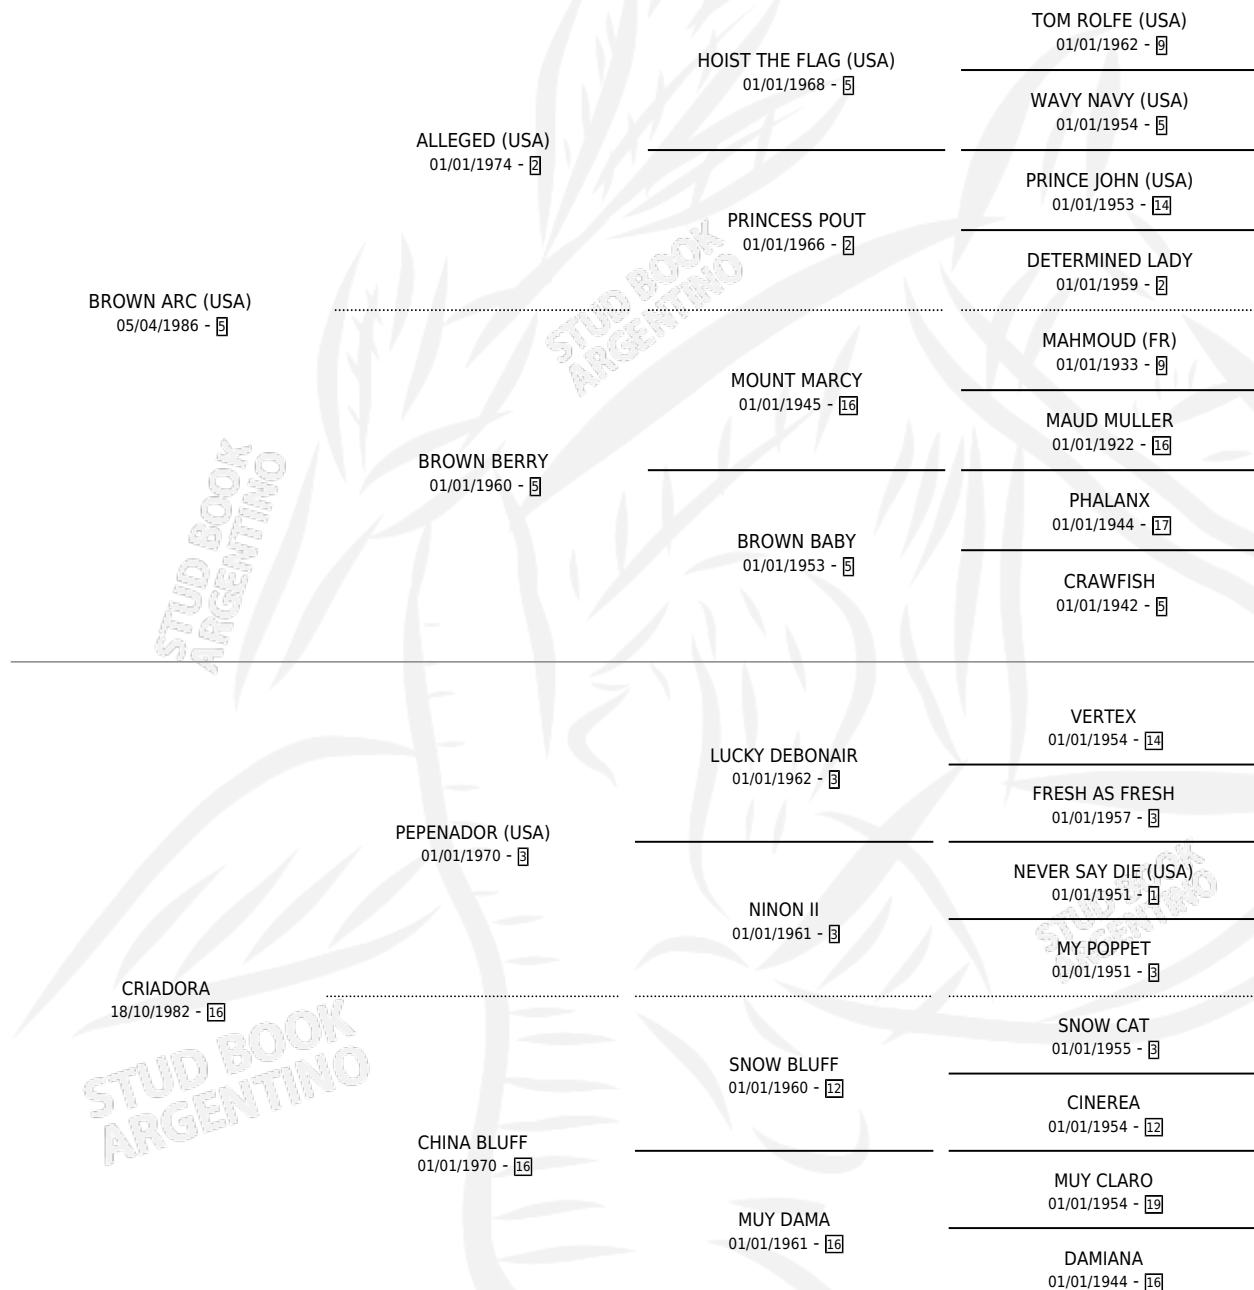 TOM ROLFE (USA)
01/01/1962 - 9
HOIST THE FLAG (USA)
01/01/1968 - 5
WAVY NAVY (USA)
01/01/1954 - 5
ALLEGED (USA)
01/01/1974 - 2
PRINCE JOHN (USA)
01/01/1953 - 14
PRINCESS POUT
01/01/1966 - 2
DETERMINED LADY
01/01/1959 - 2
BROWN ARC (USA)
05/04/1986 - 5
MAHMOUD (FR)
01/01/1933 - 9
MOUNT MARCY
01/01/1945 - 16
MAUD MULLER
01/01/1922 - 16
BROWN BERRY
01/01/1960 - 5
PHALANX
01/01/1944 - 17
BROWN BABY
01/01/1953 - 5
CRAWFISH
01/01/1942 - 5
STUD BOOK
ARGENTINO
STUD BOOK
ARGENTINO
VERTEX
01/01/1954 - 14
LUCKY DEBONAIR
01/01/1962 - 3
FRESH AS FRESH
01/01/1957 - 3
PEPENADOR (USA)
01/01/1970 - 3
NEVER SAY DIE (USA)
01/01/1951 - 1
NINON II
01/01/1961 - 3
MY POPPET
01/01/1951 - 3
CRIADORA
18/10/1982 - 16
SNOW CAT
01/01/1955 - 3
SNOW BLUFF
01/01/1960 - 12
CINEREA
01/01/1954 - 12
CHINA BLUFF
01/01/1970 - 16
MUY CLARO
01/01/1954 - 19
MUY DAMA
01/01/1961 - 16
DAMIANA
01/01/1944 - 16
STUD BOOK
ARGENTINO
STUD BOOK
ARGENTINO